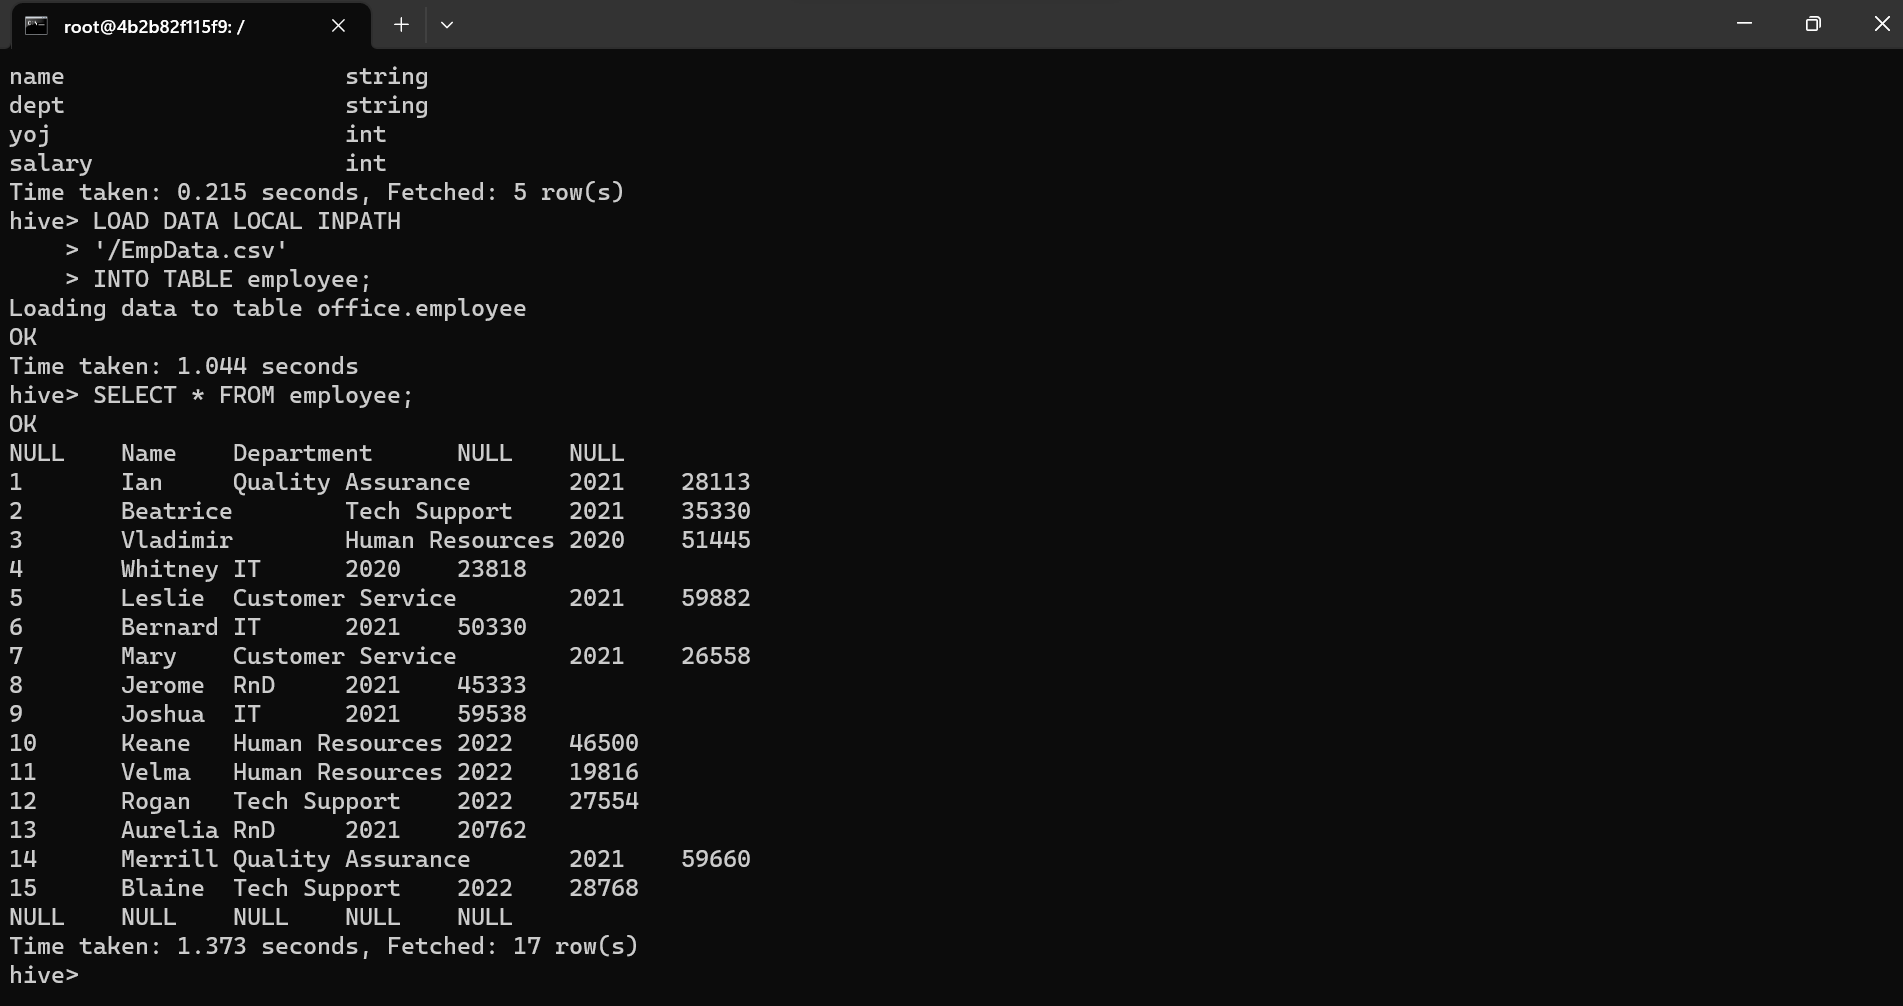 root@4b2b82f115f9: /
name                    string
dept                    string
yoj                     int
salary                  int
Time taken: 0.215 seconds, Fetched: 5 row(s)
hive> LOAD DATA LOCAL INPATH
    > '/EmpData.csv'
    > INTO TABLE employee;
Loading data to table office.employee
OK
Time taken: 1.044 seconds
hive> SELECT * FROM employee;
OK
NULL    Name    Department      NULL    NULL
1       Ian     Quality Assurance       2021    28113
2       Beatrice        Tech Support    2021    35330
3       Vladimir        Human Resources 2020    51445
4       Whitney IT      2020    23818
5       Leslie  Customer Service        2021    59882
6       Bernard IT      2021    50330
7       Mary    Customer Service        2021    26558
8       Jerome  RnD     2021    45333
9       Joshua  IT      2021    59538
10      Keane   Human Resources 2022    46500
11      Velma   Human Resources 2022    19816
12      Rogan   Tech Support    2022    27554
13      Aurelia RnD     2021    20762
14      Merrill Quality Assurance       2021    59660
15      Blaine  Tech Support    2022    28768
NULL    NULL    NULL    NULL    NULL
Time taken: 1.373 seconds, Fetched: 17 row(s)
hive>